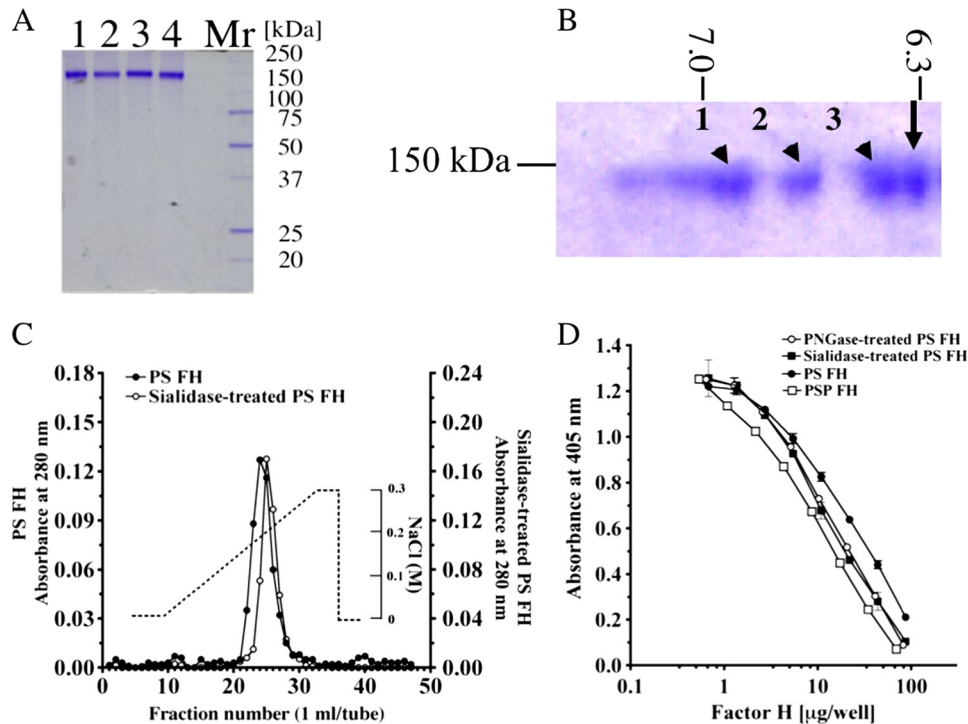 A
1 2 3 4 Mr [kDa]
250
150
100
75
50
37
25
20
B
7.0
6.3
1 2 3
150 kDa
C
PS FH
Absorbance at 280 nm
0.18
0.15
0.12
0.09
0.06
0.03
0.00
PS FH
Sialidase-treated PS FH
0.3
0.2
0.1
0
NaCl (M)
0.24
0.20
0.16
0.12
0.08
0.04
0.00
Sialidase-treated PS FH
Absorbance at 280 nm
0 10 20 30 40 50
Fraction number (1 ml/tube)
D
PNGase-treated PS FH
Sialidase-treated PS FH
PS FH
PSP FH
Absorbance at 405 nm
1.4
1.2
1.0
0.8
0.6
0.4
0.2
0.0
0.1 1 10 100
Factor H [μg/well]